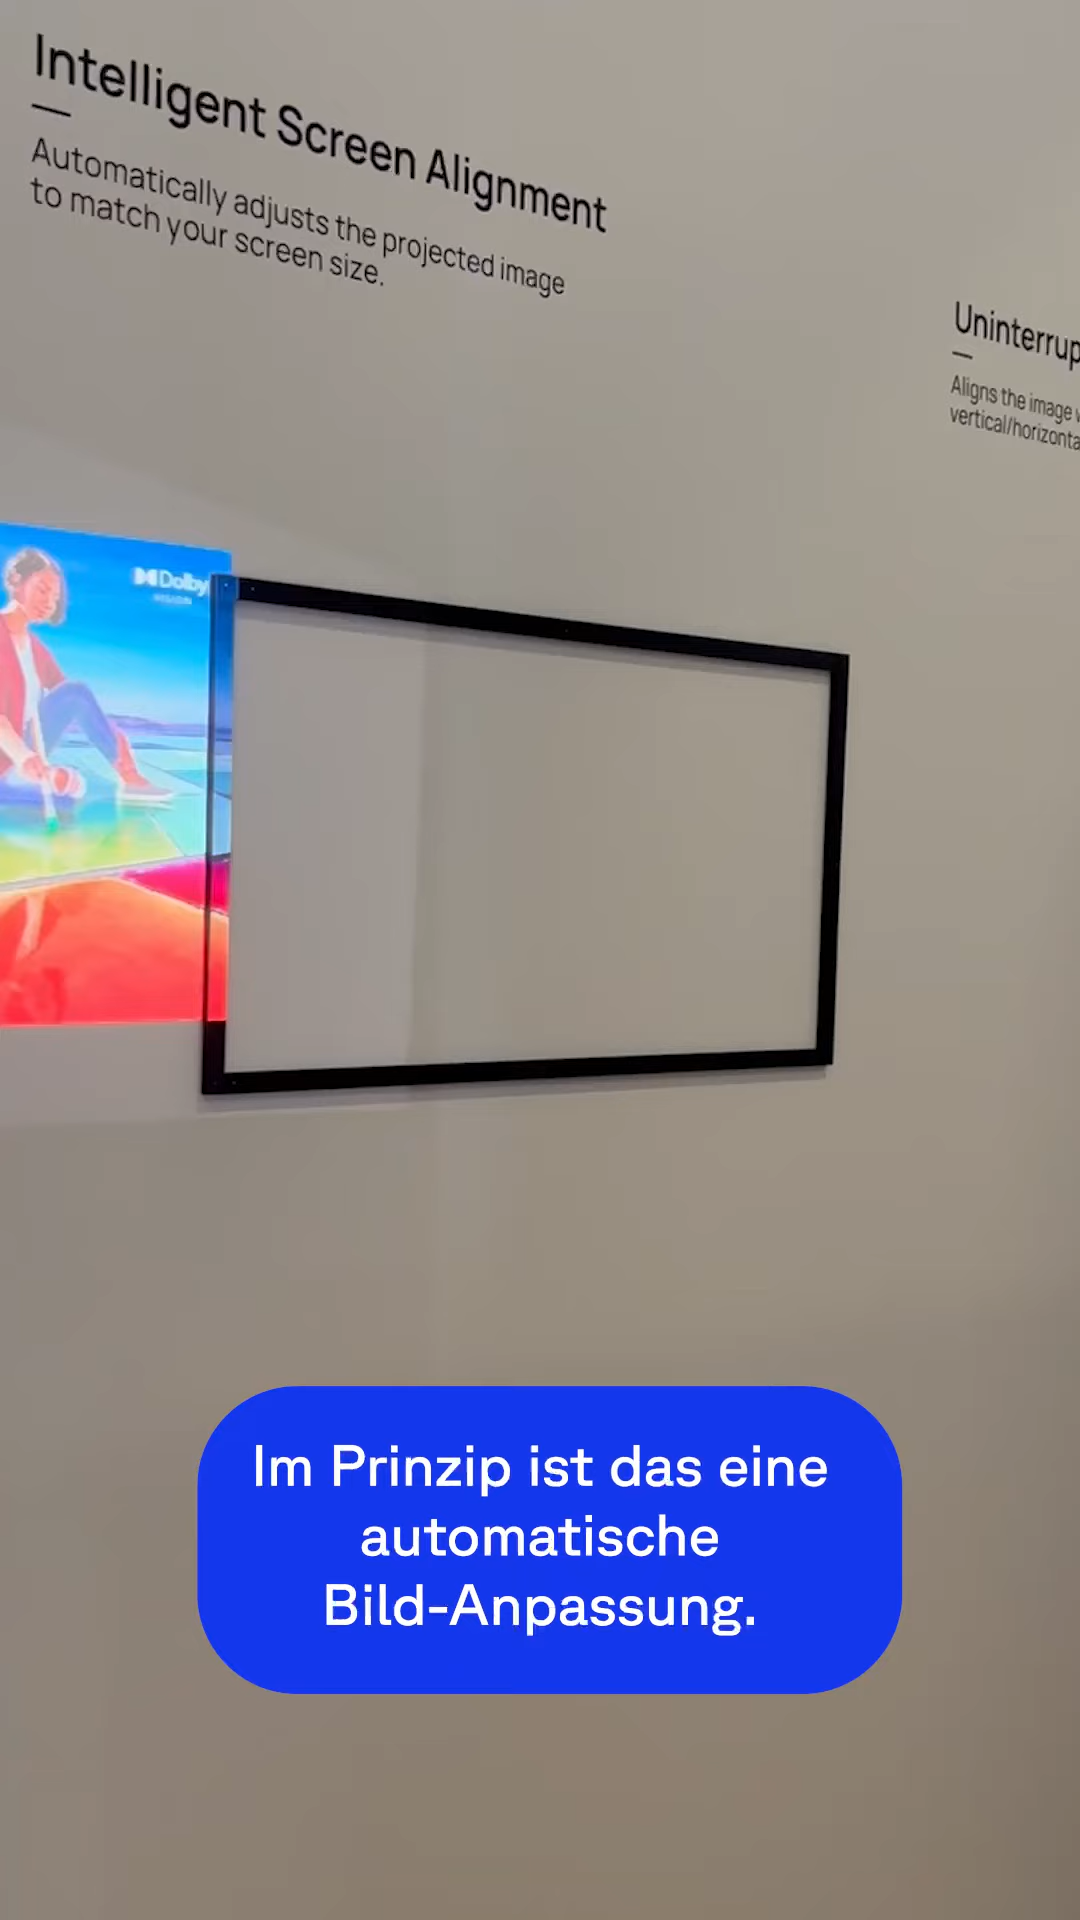 Intelligent Screen Alignment
Automatically adjusts the projected image
to match your screen size.
Aligns the image
vertical/horizonta
Dolby
Im Prinzip ist das eine
automatische
Bild-Anpassung.